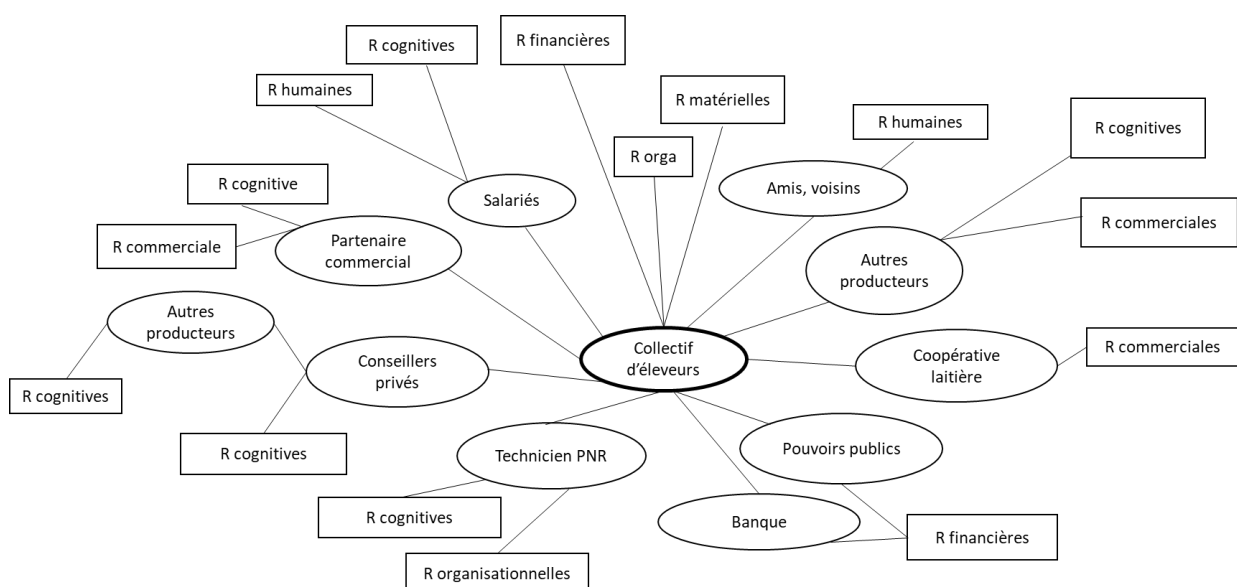 R cognitives
R financières
R humaines
R matérielles
R humaines
R cognitives
R orga
R cognitive
Salariés
Amis, voisins
R commerciales
R commerciale
Partenaire
commercial
Autres
producteurs
Autres
producteurs
Collectif
d'éleveurs
Coopérative
laitière
R commerciales
Conseillers
privés
R cognitives
R cognitives
Technicien PNR
Pouvoirs publics
R cognitives
Banque
R financières
R organisationnelles